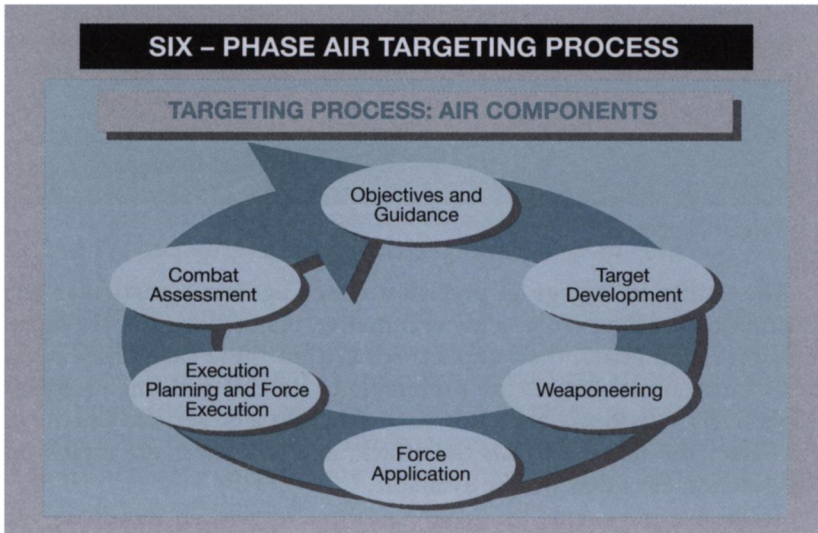 SIX – PHASE AIR TARGETING PROCESS
TARGETING PROCESS: AIR COMPONENTS
Objectives and
Guidance
Target
Development
Weaponeering
Force
Application
Execution
Planning and Force
Execution
Combat
Assessment